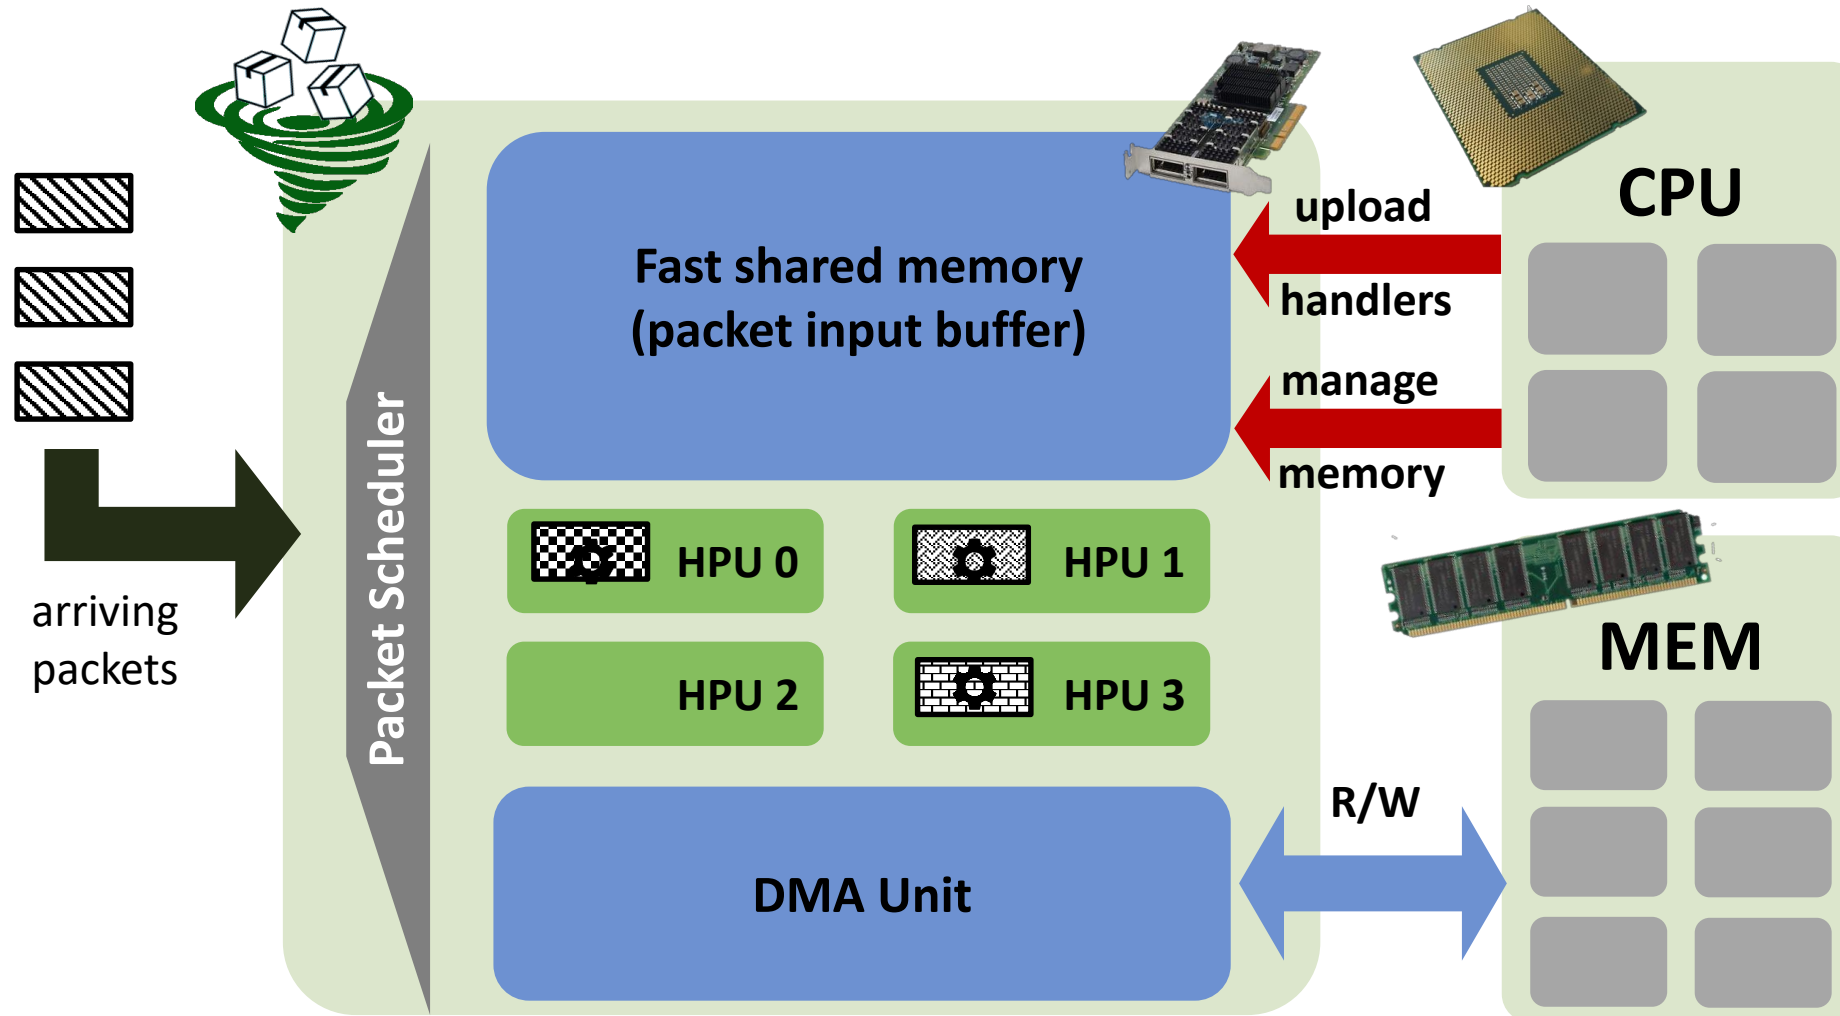 CPU
upload
handlers
Fast shared memory
(packet input buffer)
manage
memory
Packet Scheduler
HPU 0
HPU 1
arriving
packets
HPU 2
HPU 3
MEM
R/W
DMA Unit